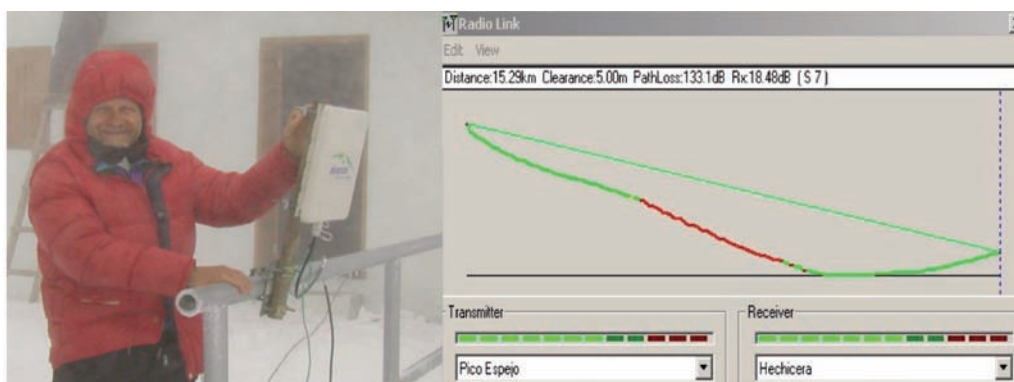 Radio Link
Edit View
Distance:15.29km Clearance:5.00m PathLoss:133.1dB Rx:18.48dB (S 7)
Transmitter
Receiver
Pico Espejo
Hechicera